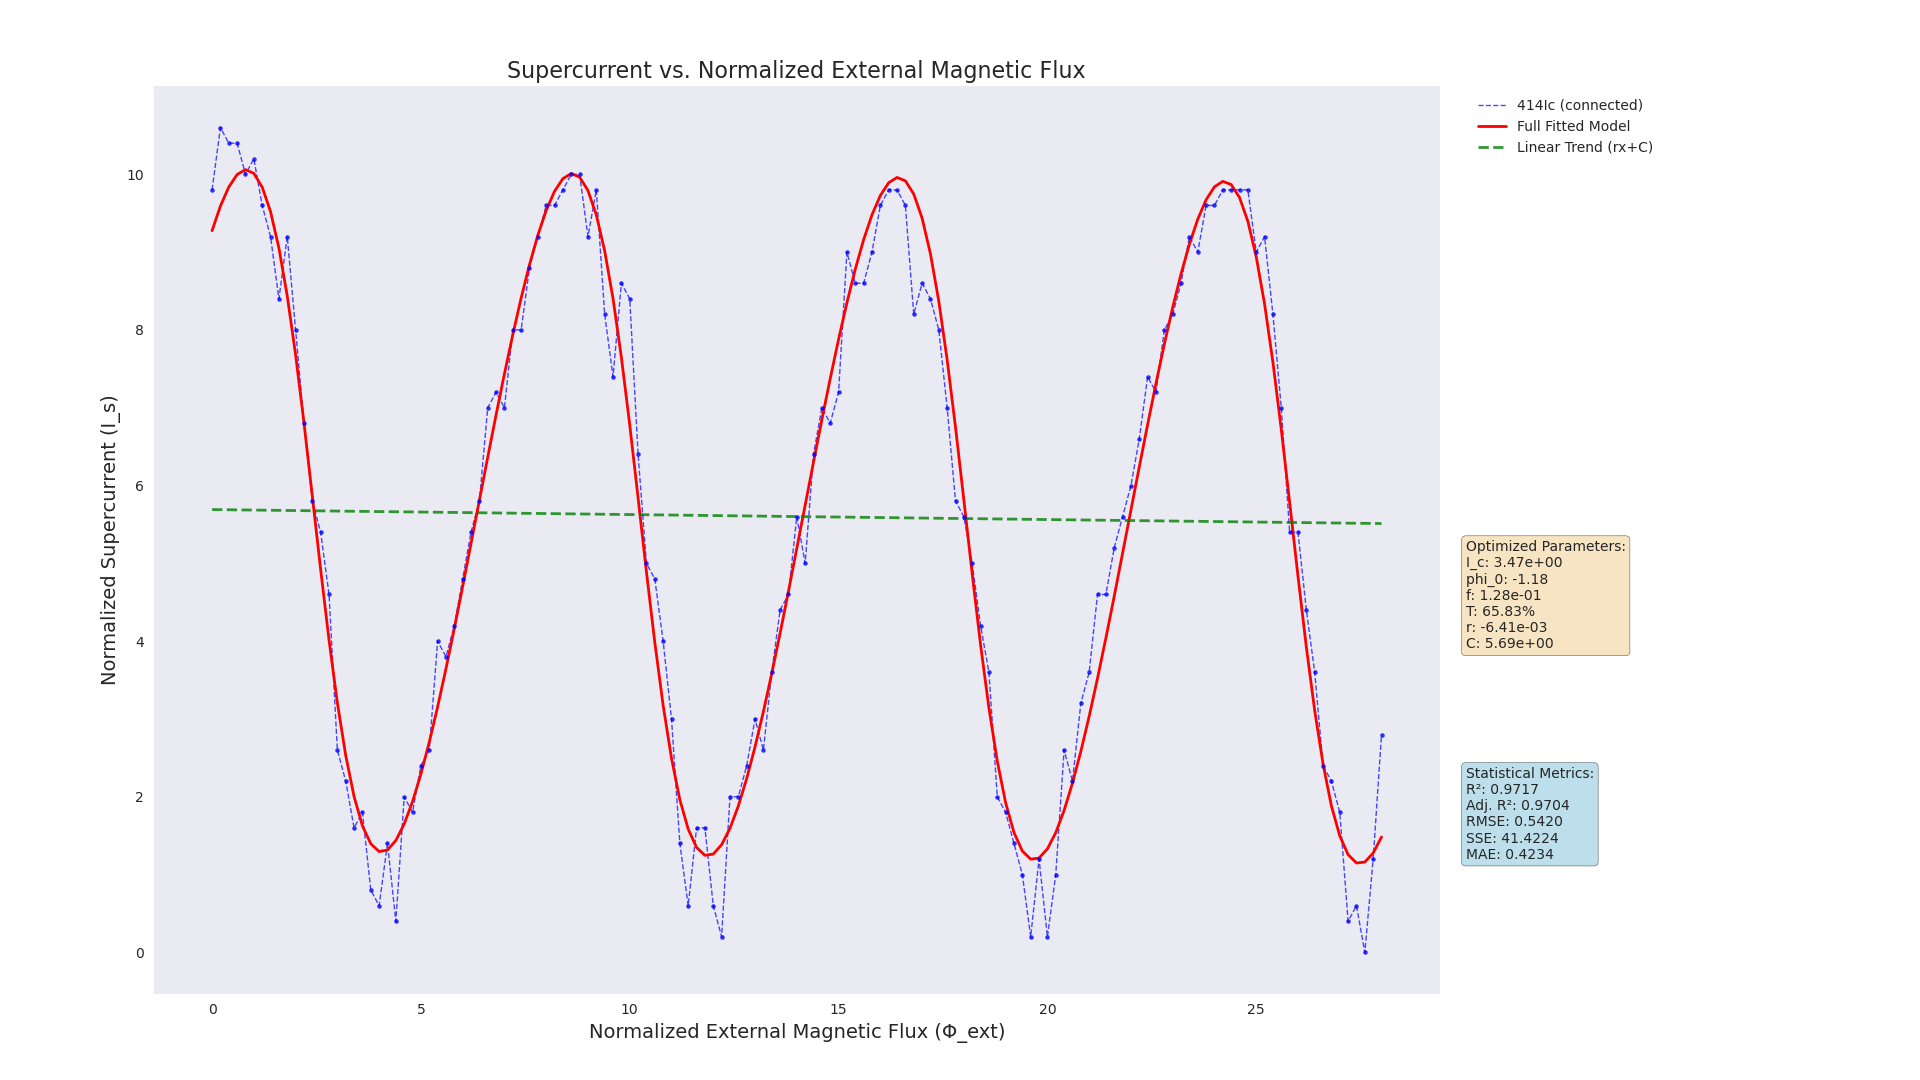 Supercurrent vs. Normalized External Magnetic Flux
Normalized Supercurrent (I_s)
10
8
6
4
2
0
0 5 10 15 20 25
Normalized External Magnetic Flux (Φ_ext)
414Ic (connected)
Full Fitted Model
Linear Trend (rx+C)
Optimized Parameters:
I_c: 3.47e+00
phi_0: -1.18
f: 1.28e-01
T: 65.83%
r: -6.41e-03
C: 5.69e+00
Statistical Metrics:
R²: 0.9717
Adj. R²: 0.9704
RMSE: 0.5420
SSE: 41.4224
MAE: 0.4234